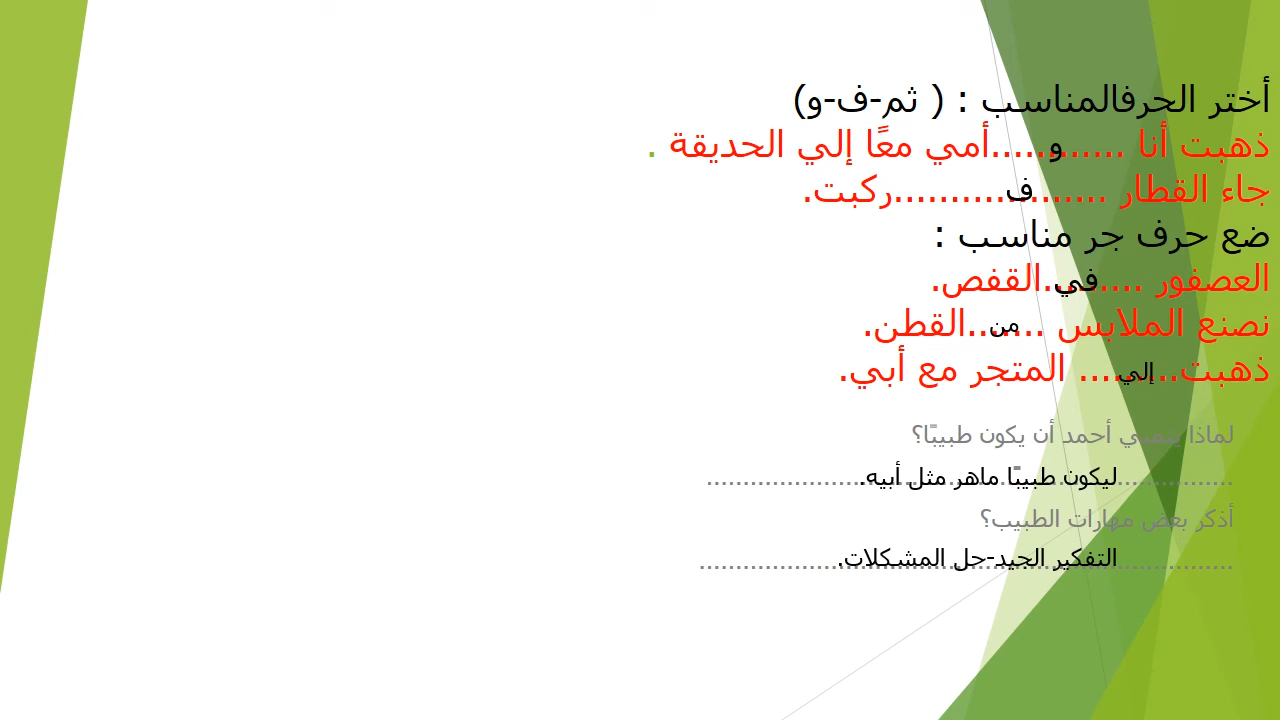 أختر الحرفالمناسب : ( ثم-ف-و)
ذهبت أنا ............و أمي معًا إلي الحديقة .
جاء القطار ...................ف ركبت.
ضع حرف جر مناسب :
العصفور .........في القفص.
نصنع الملابس .......من القطن.
ذهبت.........إلي المتجر مع أبي.
لماذا يتمني أحمد أن يكون طبيبًا؟
ليكون طبيبًا ماهر مثل أبيه.
أذكر بعض مهارات الطبيب؟
التفكير الجيد-حل المشكلات.